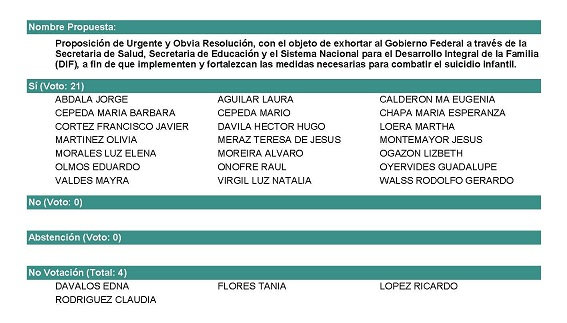 Nombre Propuesta:
Proposición de Urgente y Obvia Resolución, con el objeto de exhortar al Gobierno Federal a través de la
Secretaria de Salud, Secretaria de Educación y el Sistema Nacional para el Desarrollo Integral de la Familia
(DIF), a fin de que implementen y fortalezcan las medidas necesarias para combatir el suicidio infantil.
Sí (Voto: 21)
ABDALA JORGE AGUILAR LAURA CALDERON MA EUGENIA
CEPEDA MARIA BARBARA CEPEDA MARIO CHAPA MARIA ESPERANZA
CORTEZ FRANCISCO JAVIER DAVILA HECTOR HUGO LOERA MARTHA
MARTINEZ OLIVIA MERAZ TERESA DE JESUS MONTEMAYOR JESUS
MORALES LUZ ELENA MOREIRA ALVARO OGAZON LIZBETH
OLMOS EDUARDO ONOFRE RAUL OYERVIDES GUADALUPE
VALDES MAYRA VIRGIL LUZ NATALIA WALSS RODOLFO GERARDO
No (Voto: 0)
Abstención (Voto: 0)
No Votación (Total: 4)
DAVALOS EDNA FLORES TANIA LOPEZ RICARDO
RODRIGUEZ CLAUDIA